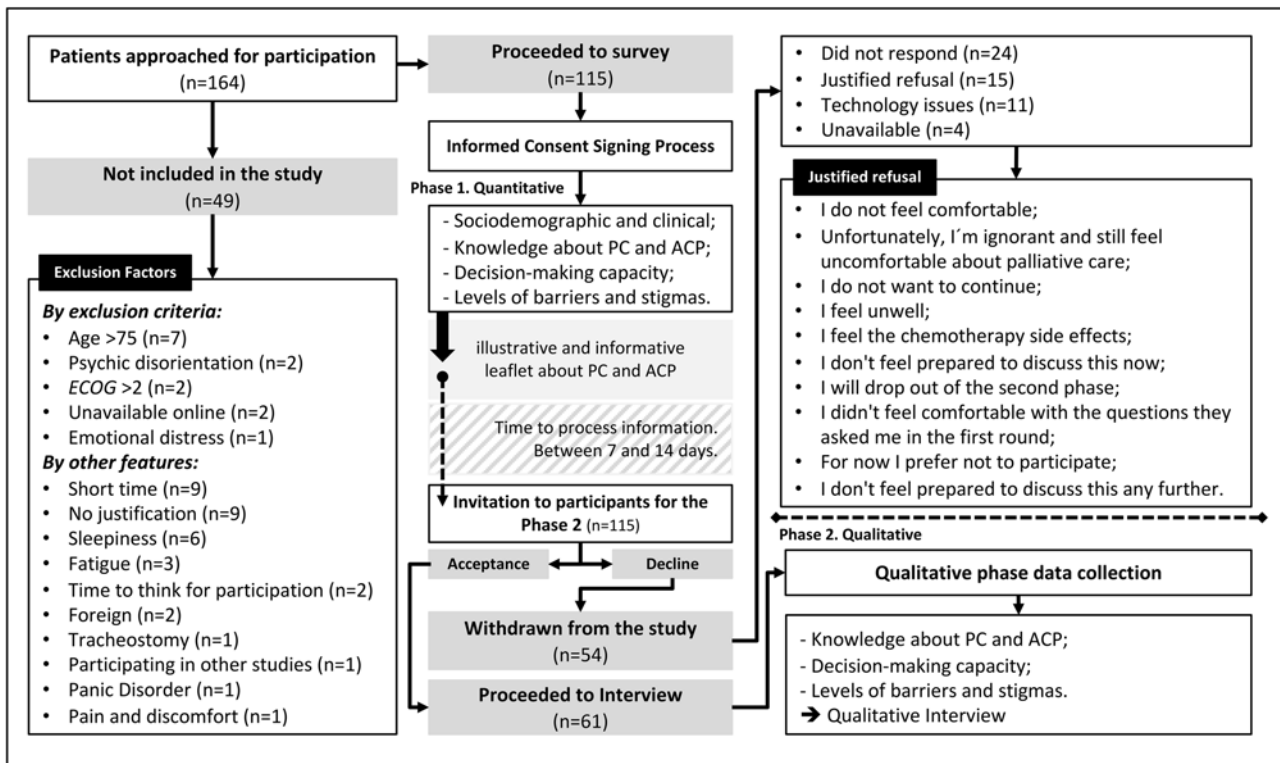 Patients approached for participation
(n=164)
Not included in the study
(n=49)
Exclusion Factors
By exclusion criteria:
• Age >75 (n=7)
• Psychic disorientation (n=2)
• ECOG >2 (n=2)
• Unavailable online (n=2)
• Emotional distress (n=1)
By other features:
• Short time (n=9)
• No justification (n=9)
• Sleepiness (n=6)
• Fatigue (n=3)
• Time to think for participation (n=2)
• Foreign (n=2)
• Tracheostomy (n=1)
• Participating in other studies (n=1)
• Panic Disorder (n=1)
• Pain and discomfort (n=1)
Proceeded to survey
(n=115)
Informed Consent Signing Process
Phase 1. Quantitative
- Sociodemographic and clinical;
- Knowledge about PC and ACP;
- Decision-making capacity;
- Levels of barriers and stigmas.
illustrative and informative
leaflet about PC and ACP
Time to process information.
Between 7 and 14 days.
Invitation to participants for the
Phase 2 (n=115)
Acceptance
Decline
Withdrawn from the study
(n=54)
Proceeded to Interview
(n=61)
• Did not respond (n=24)
• Justified refusal (n=15)
• Technology issues (n=11)
• Unavailable (n=4)
Justified refusal
• I do not feel comfortable;
• Unfortunately, I´m ignorant and still feel
uncomfortable about palliative care;
• I do not want to continue;
• I feel unwell;
• I feel the chemotherapy side effects;
• I don't feel prepared to discuss this now;
• I will drop out of the second phase;
• I didn't feel comfortable with the questions they
asked me in the first round;
• For now I prefer not to participate;
• I don't feel prepared to discuss this any further.
Phase 2. Qualitative
Qualitative phase data collection
- Knowledge about PC and ACP;
- Decision-making capacity;
- Levels of barriers and stigmas.
➔ Qualitative Interview